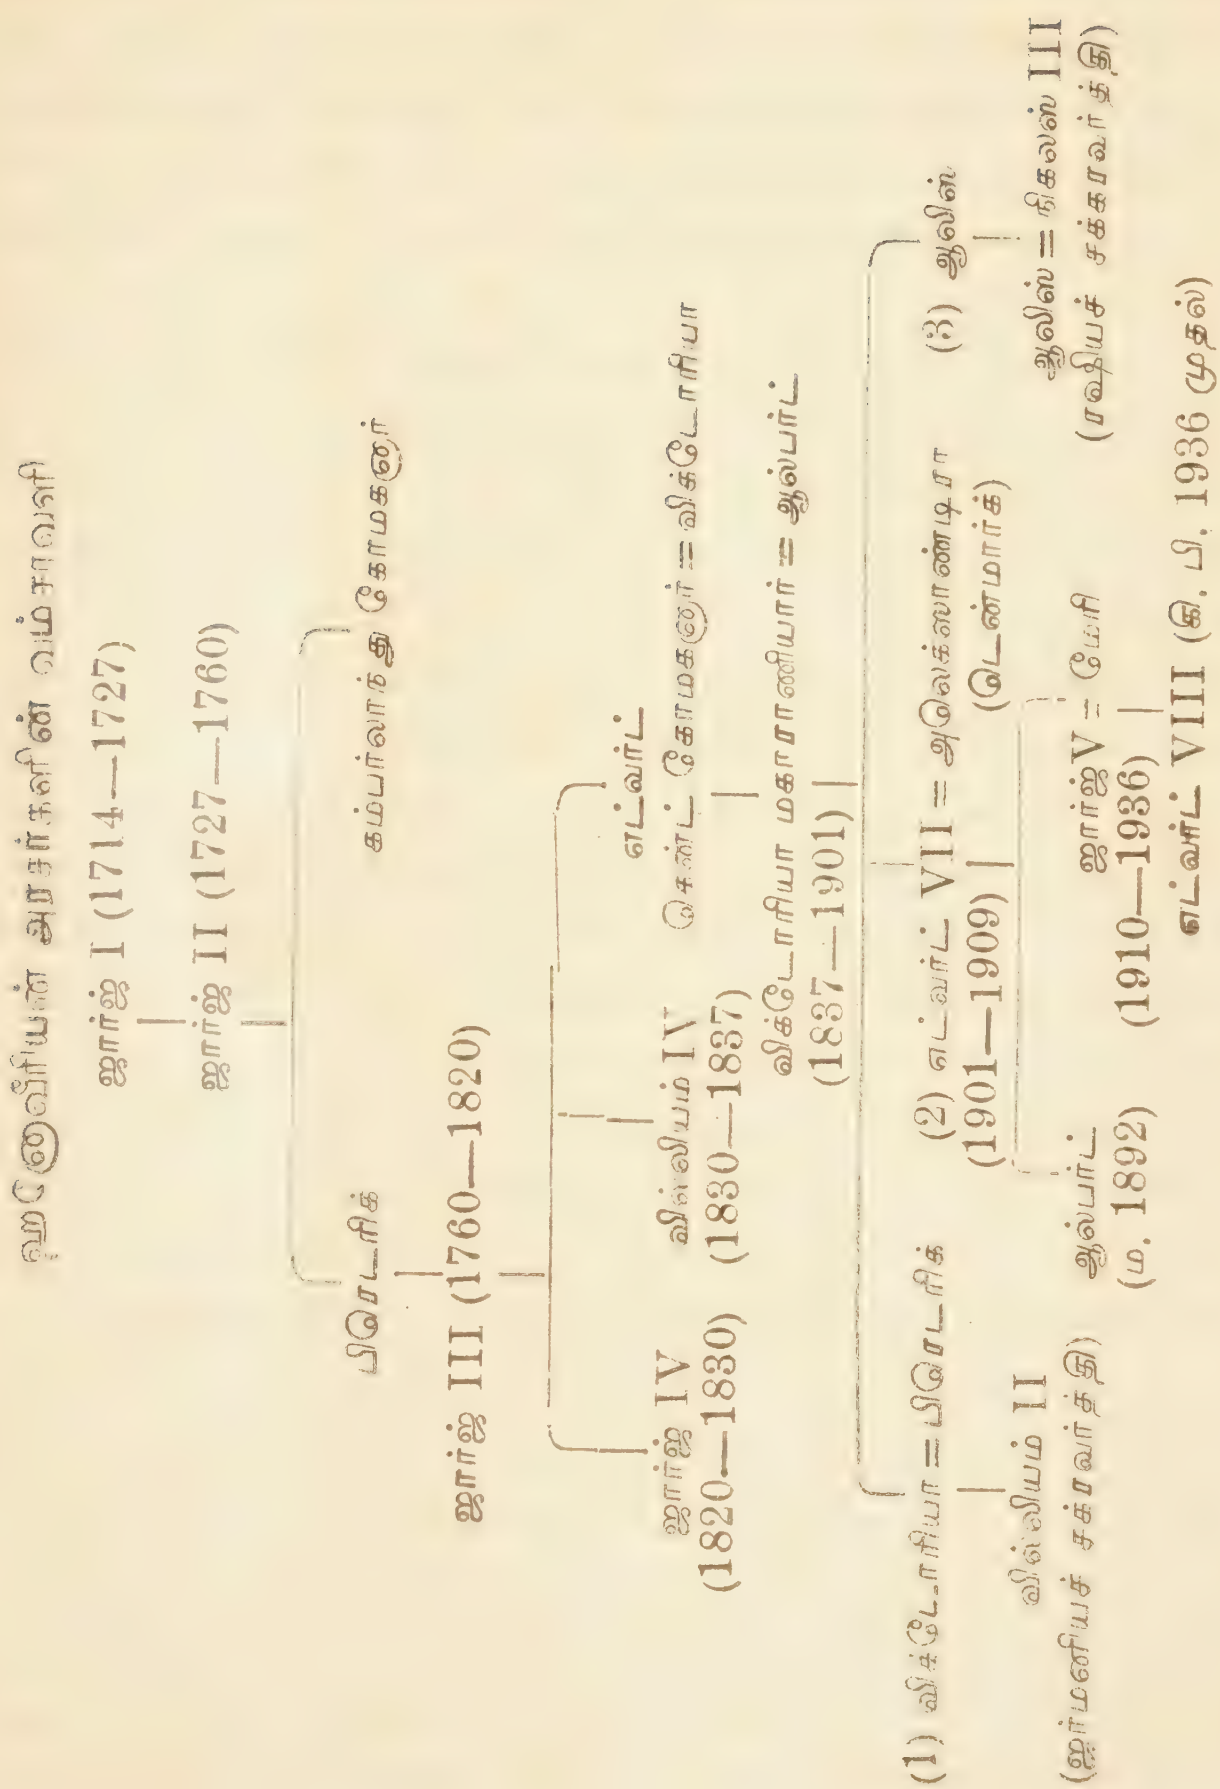 ஹனோவீரியன் அரசர்களின் வம்சாவளி
ஜார்ஜ் I (1714—1727)
ஜார்ஜ் II (1727—1760)
பிரெடரிக்
கம்பர்லாந்து கோமகனார்
ஜார்ஜ் III (1760—1820)
ஜார்ஜ் IV
(1820—1830)
வில்லியம் IV
(1830—1837)
எட்வர்ட்
செண்ட் கோமகனார் = விக்டோரியா
விக்டோரியா மகாராணியார் = ஆல்பர்ட்
(1837—1901)
(1) விக்டோரியா = பிரெடரிக்
வில்லியம் II
(ஜர்மனியச் சக்ரவர்த்தி)
(2) எட்வர்ட் VII = அலெக்ஸாண்டிரா
(1901—1909) (டென்மார்க்)
(3) ஆலிஸ்
ஆலிஸ் = நிகலஸ் III
(ரஷியச் சக்கரவர்த்தி)
ஆல்பர்ட்
(ம. 1892)
ஜார்ஜ் V = மேரி
(1910—1936)
எட்வர்ட் VIII (கி. பி. 1936 முதல்)